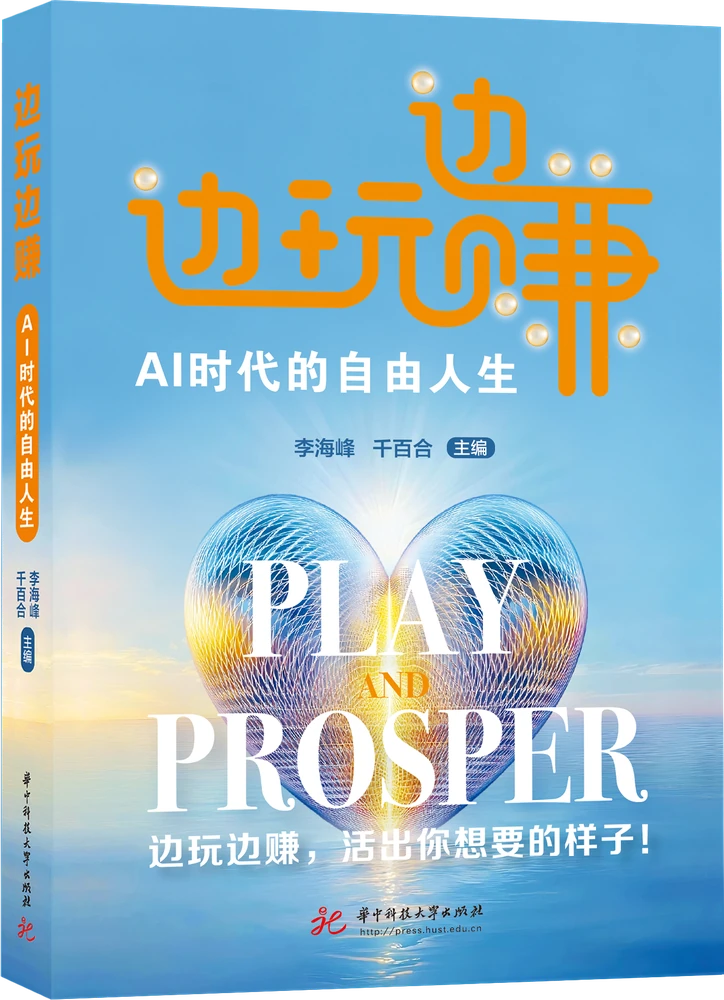 边玩边赚
AI时代的自由人生
李海峰 千百合 主编
PLAY
AND
PROSPER
边玩边赚，活出你想要的样子！
华中科技大学出版社
http://press.hust.edu.cn
边玩边赚
AI时代的自由人生
李海峰
千百合
主编
华中科技大学出版社